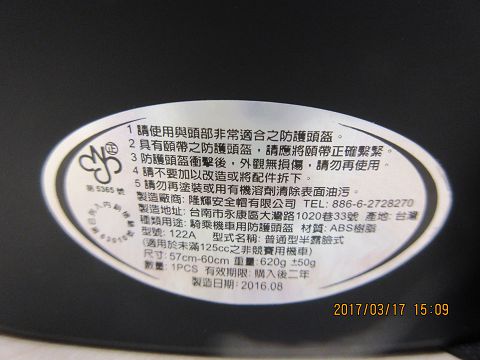 1 請使用與頭部非常適合之防護頭盔。
2 具有頤帶之防護頭盔，請應將頤帶正確繫緊。
3 防護頭盔衝擊後，外觀無損傷，請勿再使用。
4 請不要加以改造或將配件拆下。
5 請勿再塗裝或用有機溶劑清除表面油污。
製造廠商: 隆輝安全帽有限公司 TEL: 886-6-2728270
製造地址: 台南市永康區大灣路1020巷33號 產地: 台灣
種類用途: 騎乘機車用防護頭盔 材質: ABS樹脂
型號: 122A 型式名稱: 普通型半露臉式
(適用於未滿125cc之非競賽用機車)
尺寸: 57cm-60cm 重量: 620g ±50g
數量: 1PCS 有效期限: 購入後二年
製造日期: 2016.08
正
第 5365 號
2017/03/17 15:09